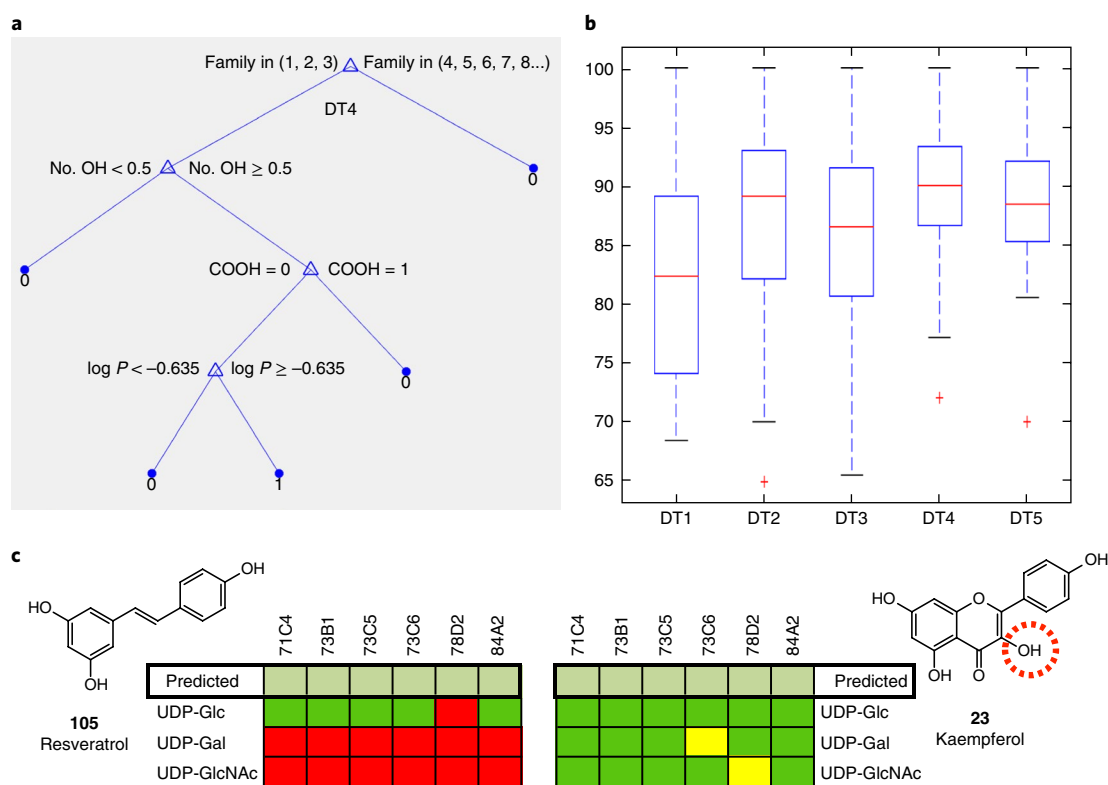 a
Family in (1, 2, 3) Family in (4, 5, 6, 7, 8...)
DT4
No. OH < 0.5 No. OH ≥ 0.5
0
0
COOH = 0 COOH = 1
log P < −0.635 log P ≥ −0.635
0
0
1
b
100
95
90
85
80
75
70
65
DT1 DT2 DT3 DT4 DT5
c
OH
HO
OH
105
Resveratrol
71C4 73B1 73C5 73C6 78D2 84A2
Predicted
UDP-Glc
UDP-Gal
UDP-GlcNAc
71C4 73B1 73C5 73C6 78D2 84A2
Predicted
UDP-Glc
UDP-Gal
UDP-GlcNAc
OH
HO
O
OH
OH
O
23
Kaempferol